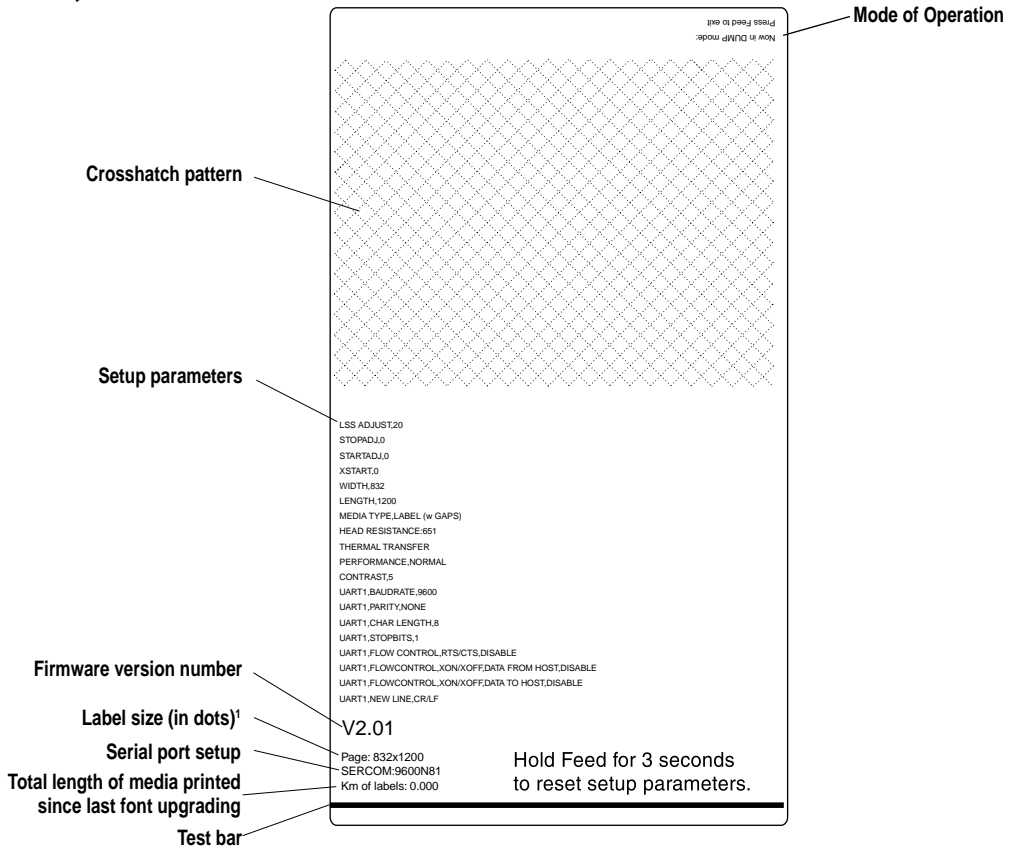 Mode of Operation
Now in DUMP mode:
Press Feed to exit
Crosshatch pattern
Setup parameters
LSS ADJUST,20
STOPADJ,0
STARTADJ,0
XSTART,0
WIDTH,832
LENGTH,1200
MEDIA TYPE,LABEL (w GAPS)
HEAD RESISTANCE:651
THERMAL TRANSFER
PERFORMANCE,NORMAL
CONTRAST,5
UART1,BAUDRATE,9600
UART1,PARITY,NONE
UART1,CHAR LENGTH,8
UART1,STOPBITS,1
UART1,FLOW CONTROL,RTS/CTS,DISABLE
UART1,FLOWCONTROL,XON/XOFF,DATA FROM HOST,DISABLE
UART1,FLOWCONTROL,XON/XOFF,DATA TO HOST,DISABLE
UART1,NEW LINE,CR/LF
Firmware version number
V2.01
Label size (in dots)1
Page: 832x1200
Serial port setup
SERCOM:9600N81
Total length of media printed
since last font upgrading
Km of labels: 0.000
Hold Feed for 3 seconds
to reset setup parameters.
Test bar